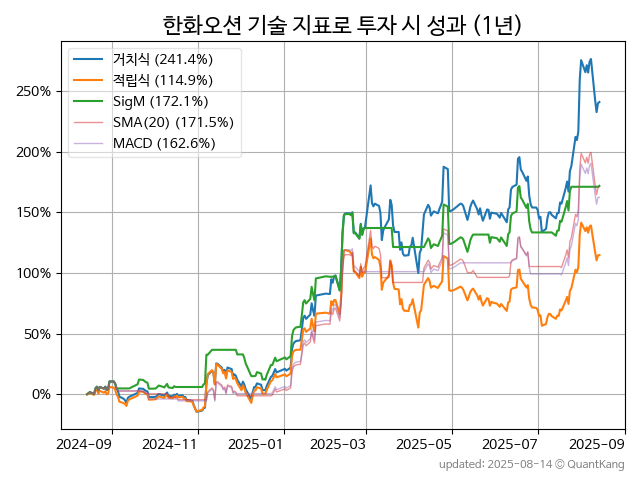 한화오션 기술 지표로 투자 시 성과 (1년)
거치식 (241.4%)
적립식 (114.9%)
SigM (172.1%)
SMA(20) (171.5%)
MACD (162.6%)
250%
200%
150%
100%
50%
0%
2024-09 2024-11 2025-01 2025-03 2025-05 2025-07 2025-09
updated: 2025-08-14 © QuantKang